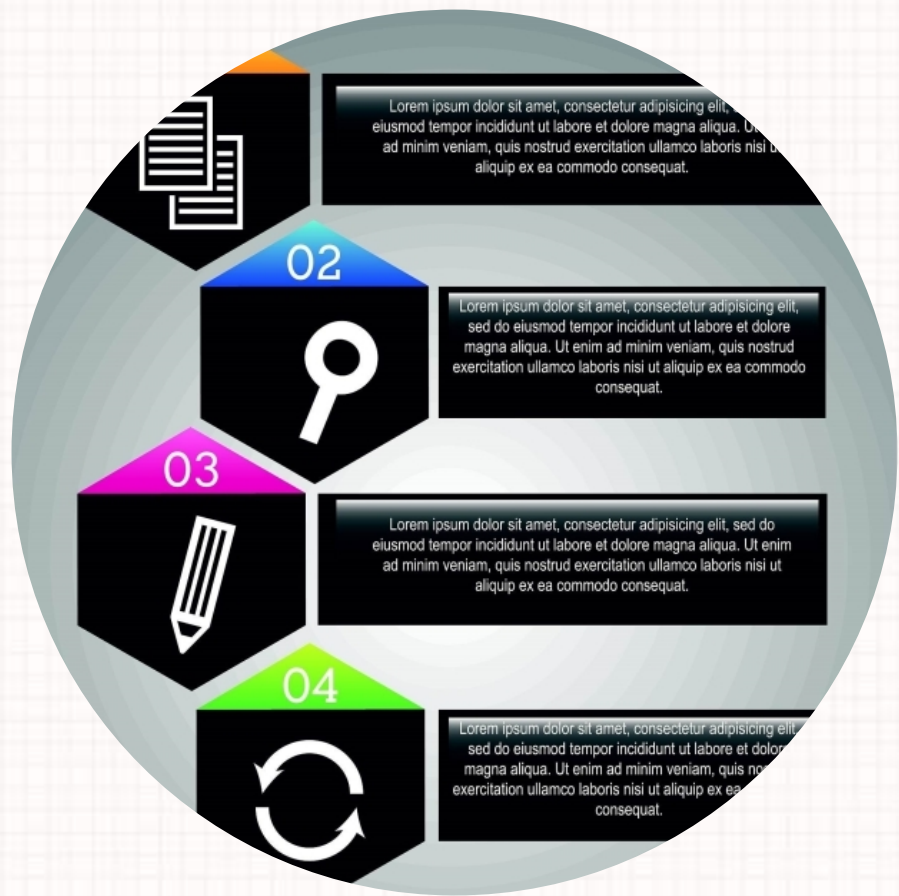 Lorem ipsum dolor sit amet, consectetur adipisicing elit,
eiusmod tempor incididunt ut labore et dolore magna aliqua. Ut
ad minim veniam, quis nostrud exercitation ullamco laboris nisi
aliquip ex ea commodo consequat.
02
Lorem ipsum dolor sit amet, consectetur adipisicing elit,
sed do eiusmod tempor incididunt ut labore et dolore
magna aliqua. Ut enim ad minim veniam, quis nostrud
exercitation ullamco laboris nisi ut aliquip ex ea commodo
consequat.
03
Lorem ipsum dolor sit amet, consectetur adipisicing elit, sed do
eiusmod tempor incididunt ut labore et dolore magna aliqua. Ut enim
ad minim veniam, quis nostrud exercitation ullamco laboris nisi ut
aliquip ex ea commodo consequat.
04
Lorem ipsum dolor sit amet, consectetur adipisicing elit,
sed do eiusmod tempor incididunt ut labore et dolore
magna aliqua. Ut enim ad minim veniam, quis
exercitation ullamco laboris nisi ut aliquip ex ea
consequat.